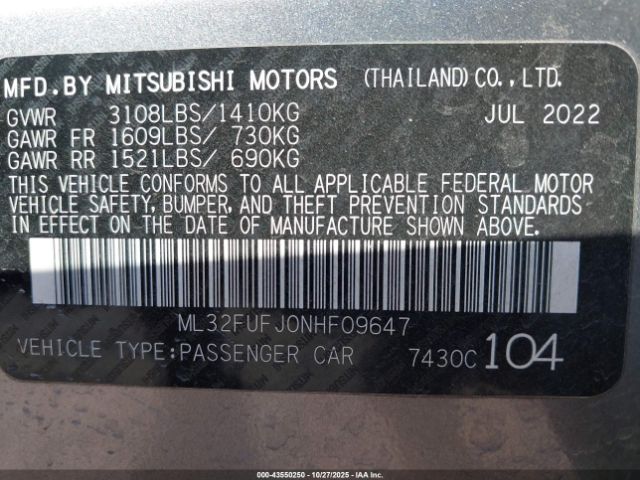 MFD.BY MITSUBISHI MOTORS (THAILAND)CO.,LTD.
GVWR 3108LBS/1410KG JUL 2022
GAWR FR 1609LBS/ 730KG
GAWR RR 1521LBS/ 690KG
THIS VEHICLE CONFORMS TO ALL APPLICABLE FEDERAL MOTOR
VEHICLE SAFETY, BUMPER, AND THEFT PREVENTION STANDARDS
IN EFFECT ON THE DATE OF MANUFACTURE SHOWN ABOVE.
ML32FUFJ0NHF09647
VEHICLE TYPE:PASSENGER CAR 7430C 104
000-43550250 | 10/27/2025 | IAAI.COM